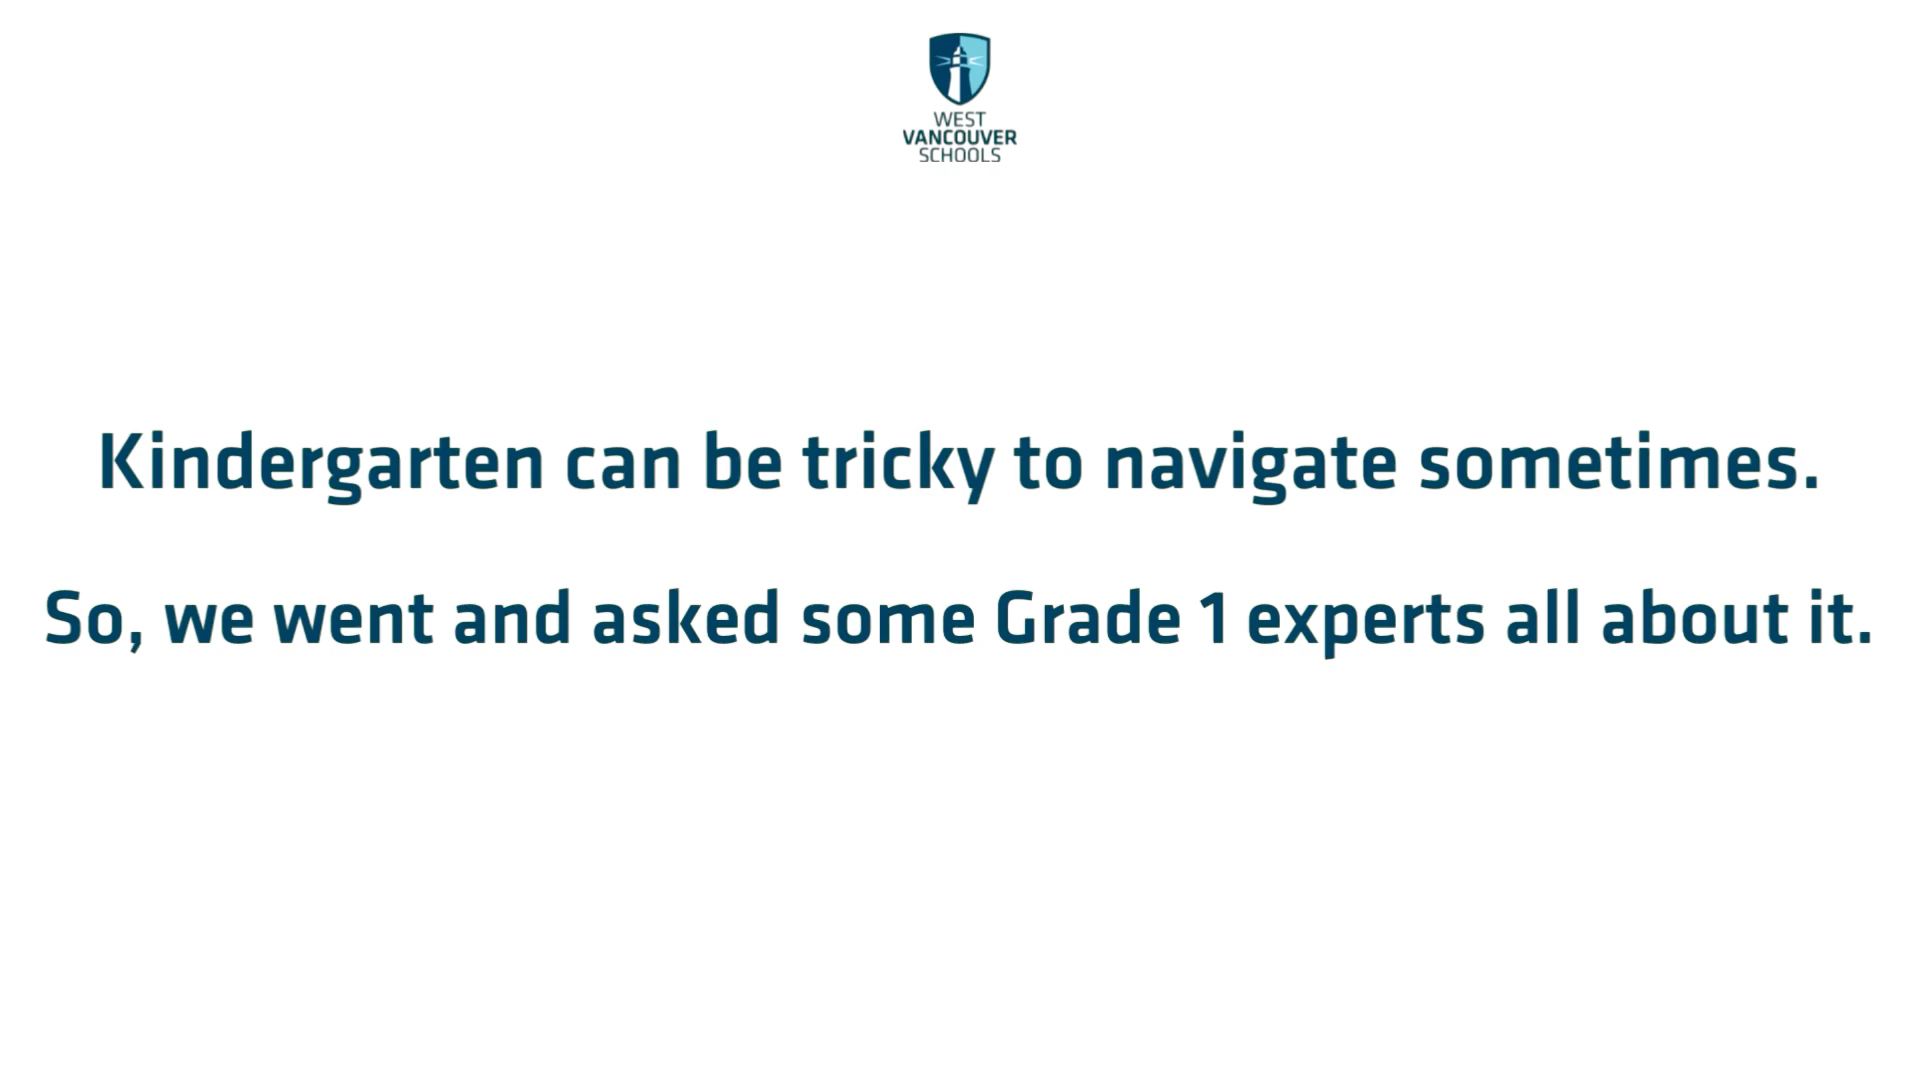 WEST
VANCOUVER
SCHOOLS
Kindergarten can be tricky to navigate sometimes.
So, we went and asked some Grade 1 experts all about it.